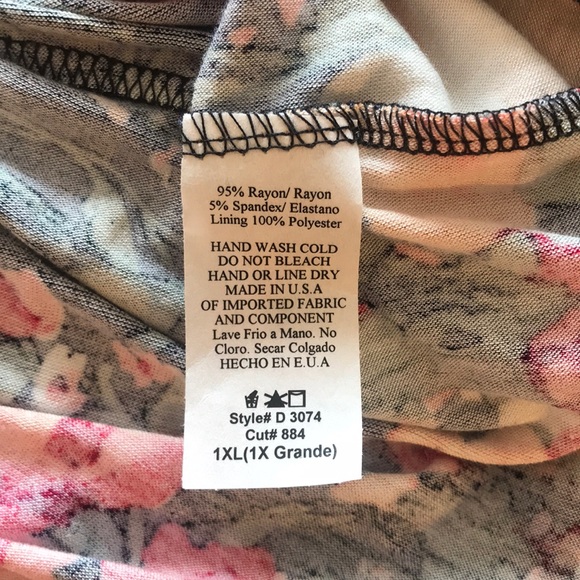 95% Rayon/ Rayon
5% Spandex/ Elastano
Lining 100% Polyester
HAND WASH COLD
DO NOT BLEACH
HAND OR LINE DRY
MADE IN U.S.A
OF IMPORTED FABRIC
AND COMPONENT
Lave Frio a Mano. No
Cloro. Secar Colgado
HECHO EN E.U.A
Style# D 3074
Cut# 884
1XL(1X Grande)